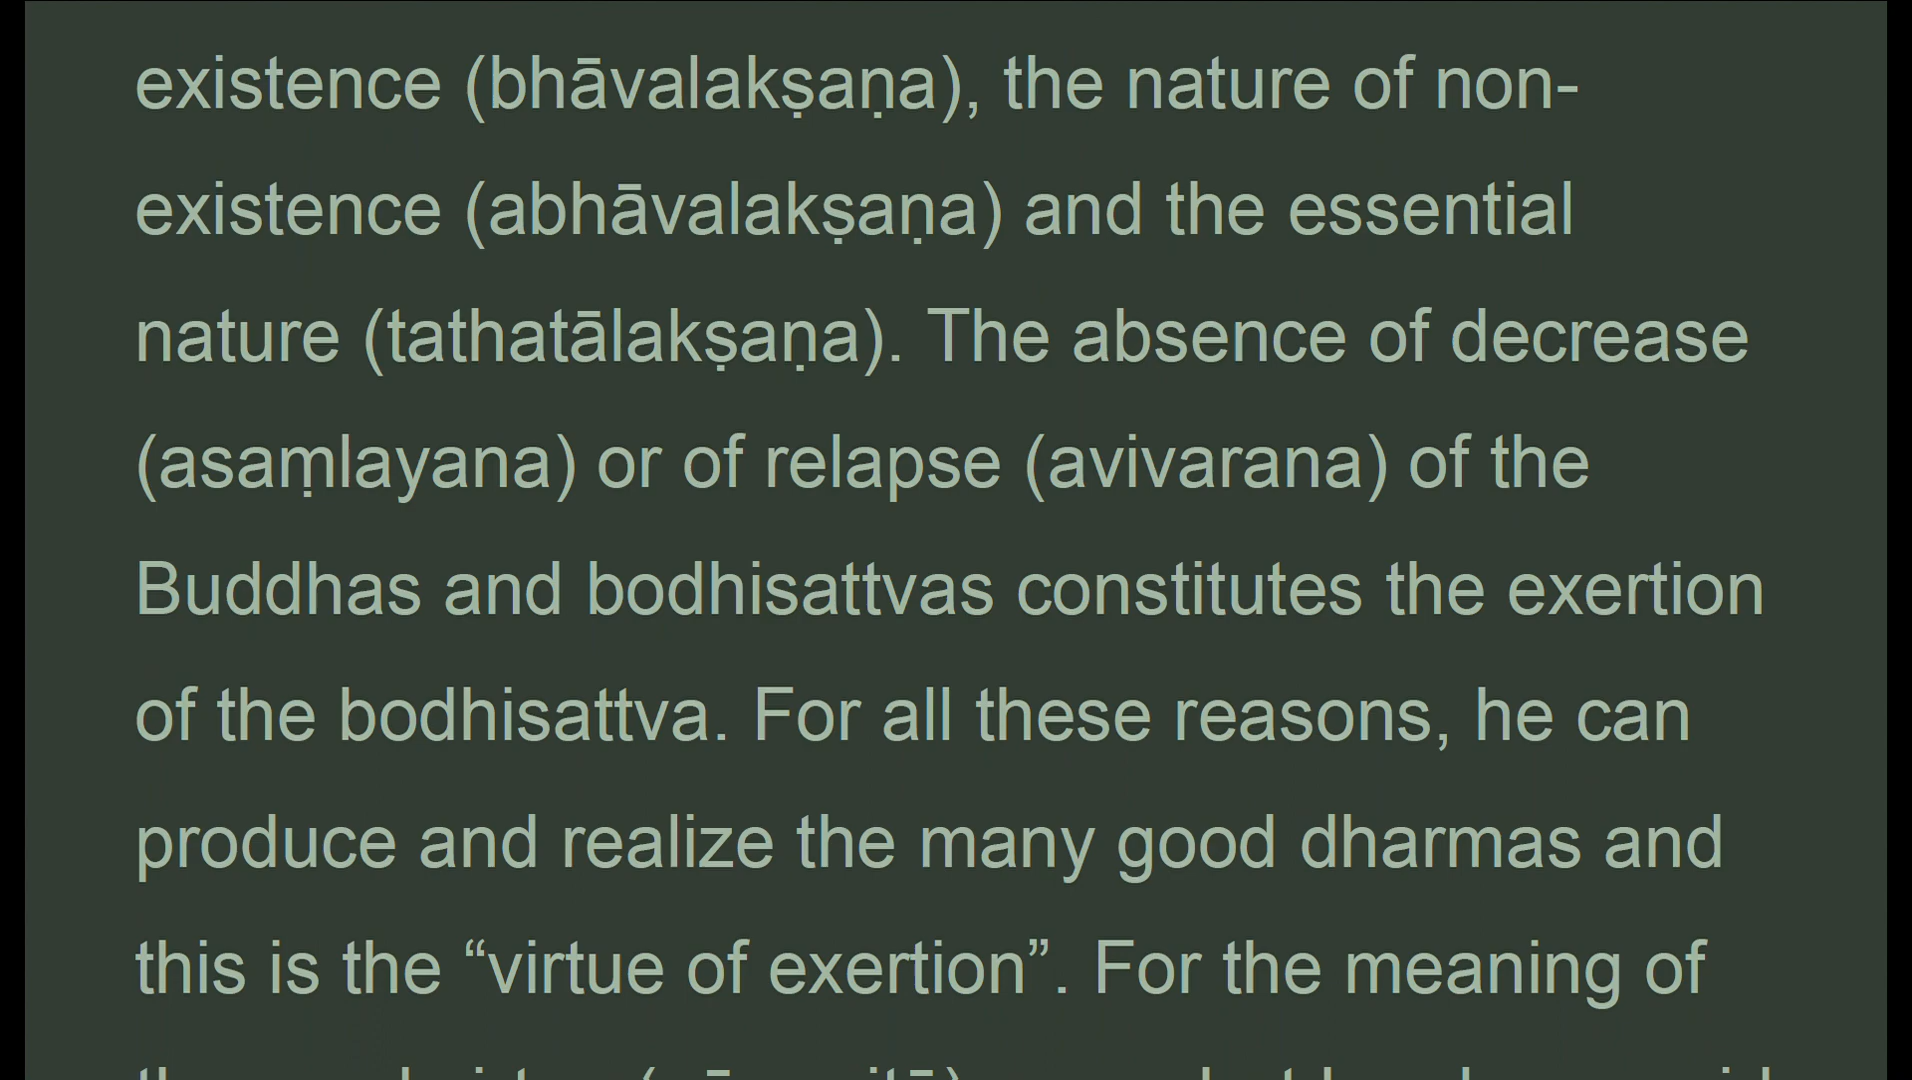 existence (bhāvalakṣaṇa), the nature of non-
existence (abhāvalakṣaṇa) and the essential
nature (tathatālakṣaṇa). The absence of decrease
(asaṃlayana) or of relapse (avivarana) of the
Buddhas and bodhisattvas constitutes the exertion
of the bodhisattva. For all these reasons, he can
produce and realize the many good dharmas and
this is the “virtue of exertion”. For the meaning of